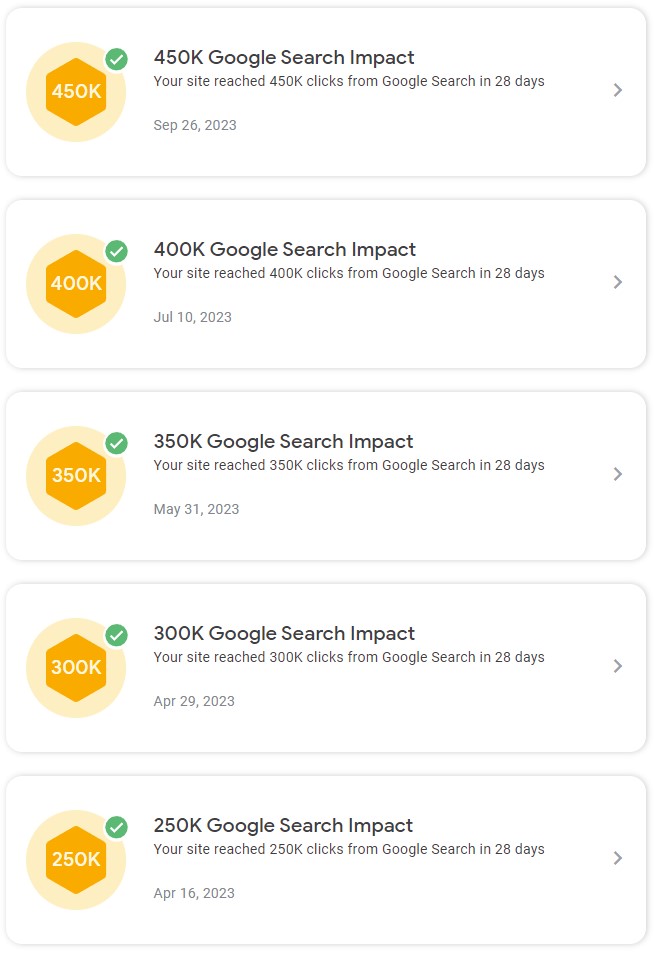 450K
450K Google Search Impact
Your site reached 450K clicks from Google Search in 28 days
Sep 26, 2023
400K
400K Google Search Impact
Your site reached 400K clicks from Google Search in 28 days
Jul 10, 2023
350K
350K Google Search Impact
Your site reached 350K clicks from Google Search in 28 days
May 31, 2023
300K
300K Google Search Impact
Your site reached 300K clicks from Google Search in 28 days
Apr 29, 2023
250K
250K Google Search Impact
Your site reached 250K clicks from Google Search in 28 days
Apr 16, 2023